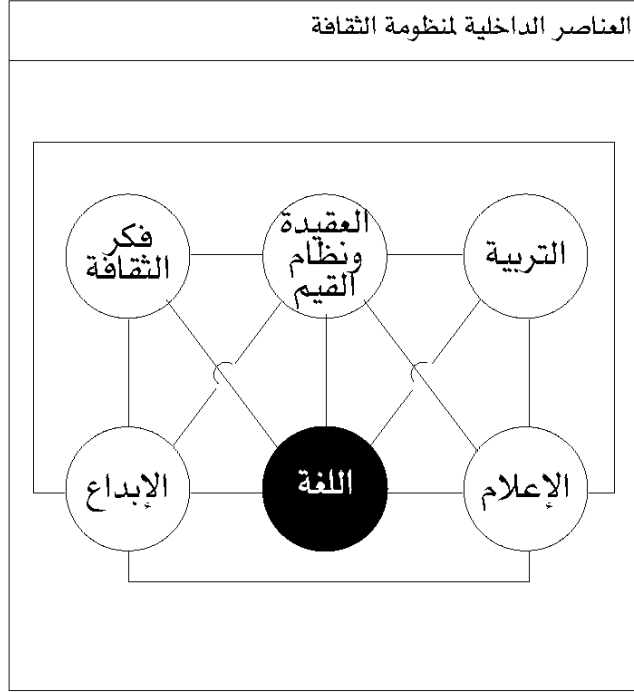 العناصر الداخلية لمنظومة الثقافة
التربية
العقيدة
ونظام
القيم
فكر
الثقافة
الإعلام
اللغة
الإبداع